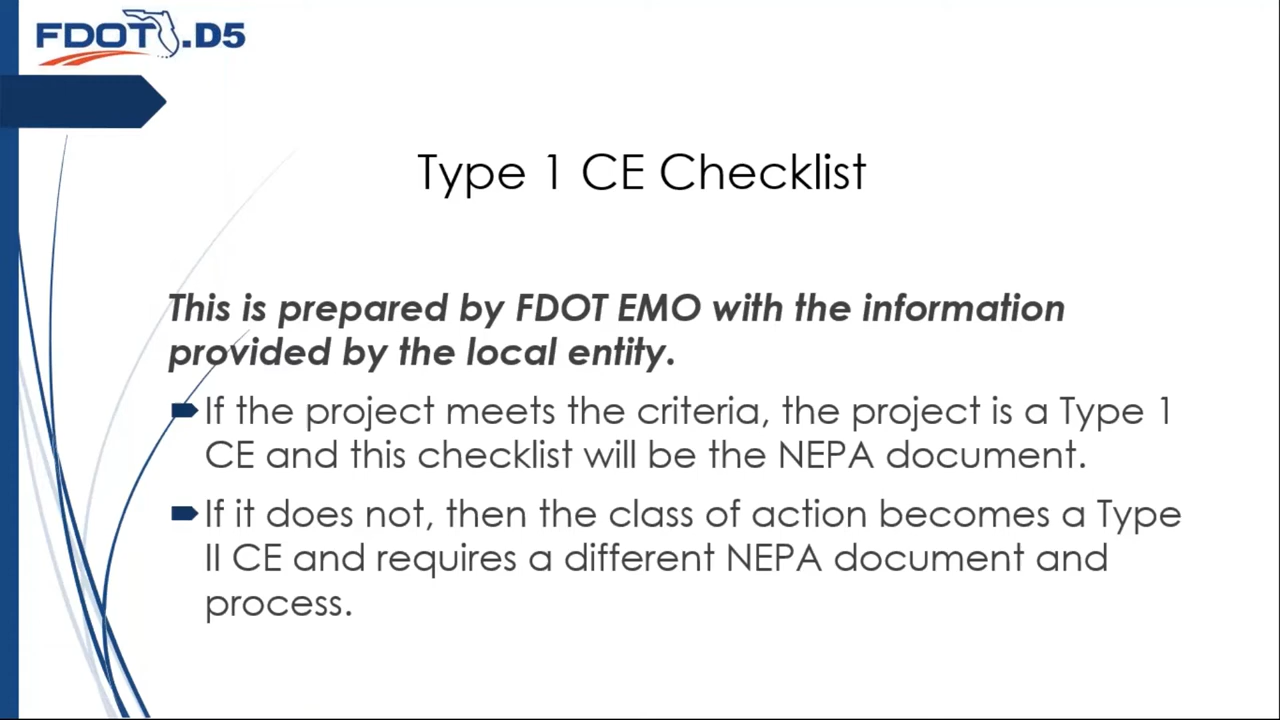 FDOT.D5
Type 1 CE Checklist
This is prepared by FDOT EMO with the information
provided by the local entity.
If the project meets the criteria, the project is a Type 1
CE and this checklist will be the NEPA document.
If it does not, then the class of action becomes a Type
II CE and requires a different NEPA document and
process.